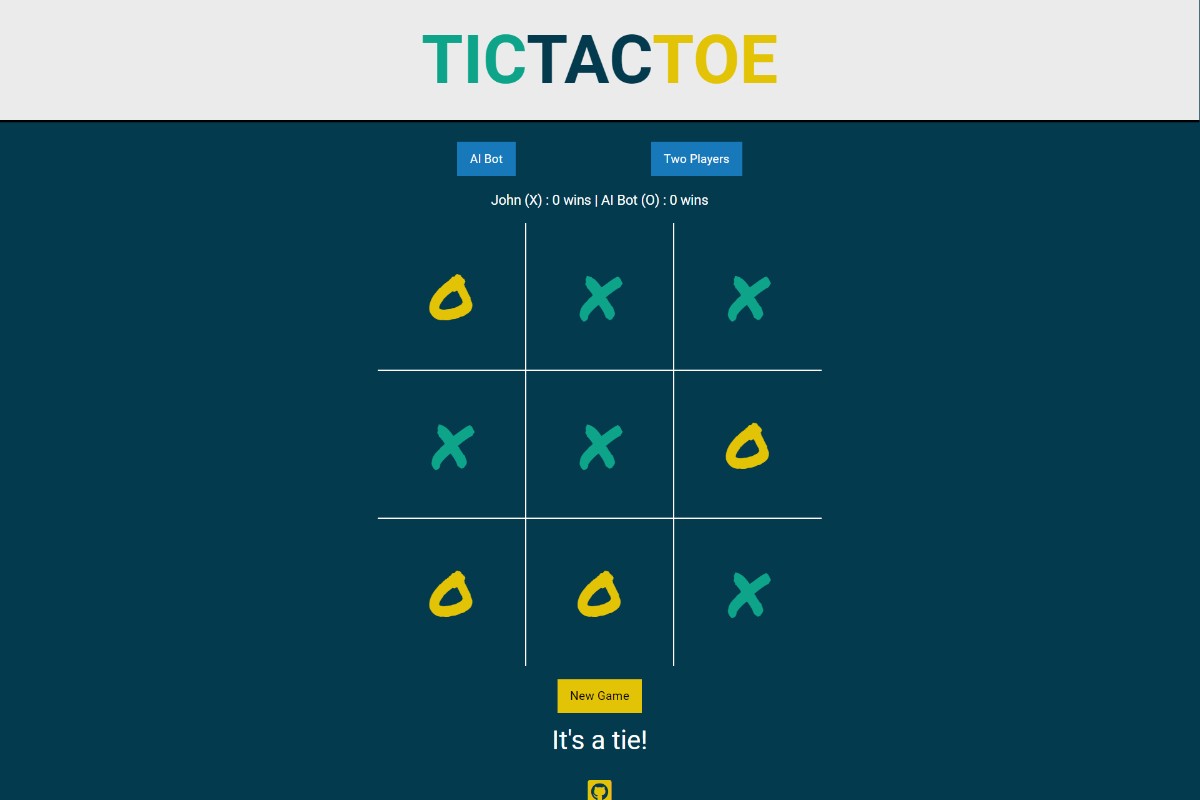 TICTACTOE
AI Bot Two Players
John (X) : 0 wins | AI Bot (O) : 0 wins
O X X
X X O
O O X
New Game
It's a tie!